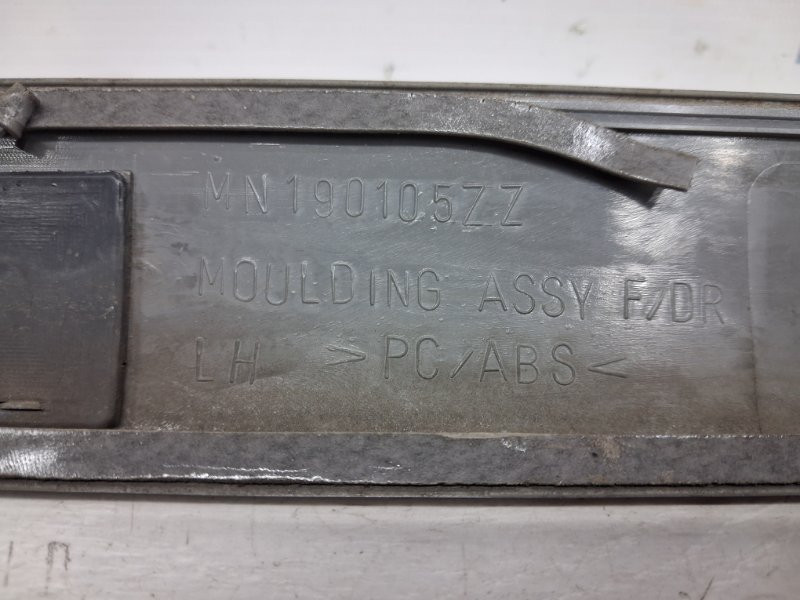 MN190105ZZ
MOULDING ASSY F/DR
LH >PC/ABS<